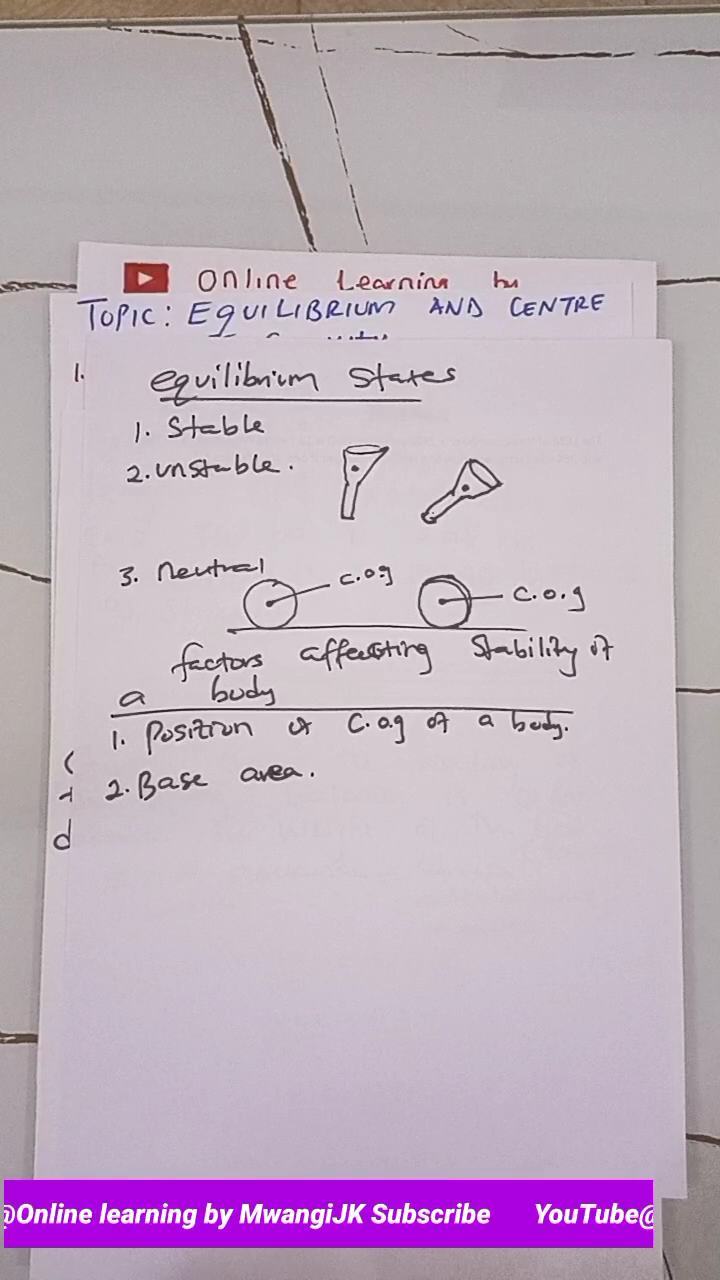 Online Learning by
TOPIC: EQUILIBRIUM AND CENTRE
1.
equilibrium States
1. Stable
2. unstable.
3. neutral
c.o.g
c.o.g
factors affecting Stability of
a body
1. Position of C.o.g of a body.
2. Base area.
d
@Online learning by MwangiJK Subscribe YouTube@